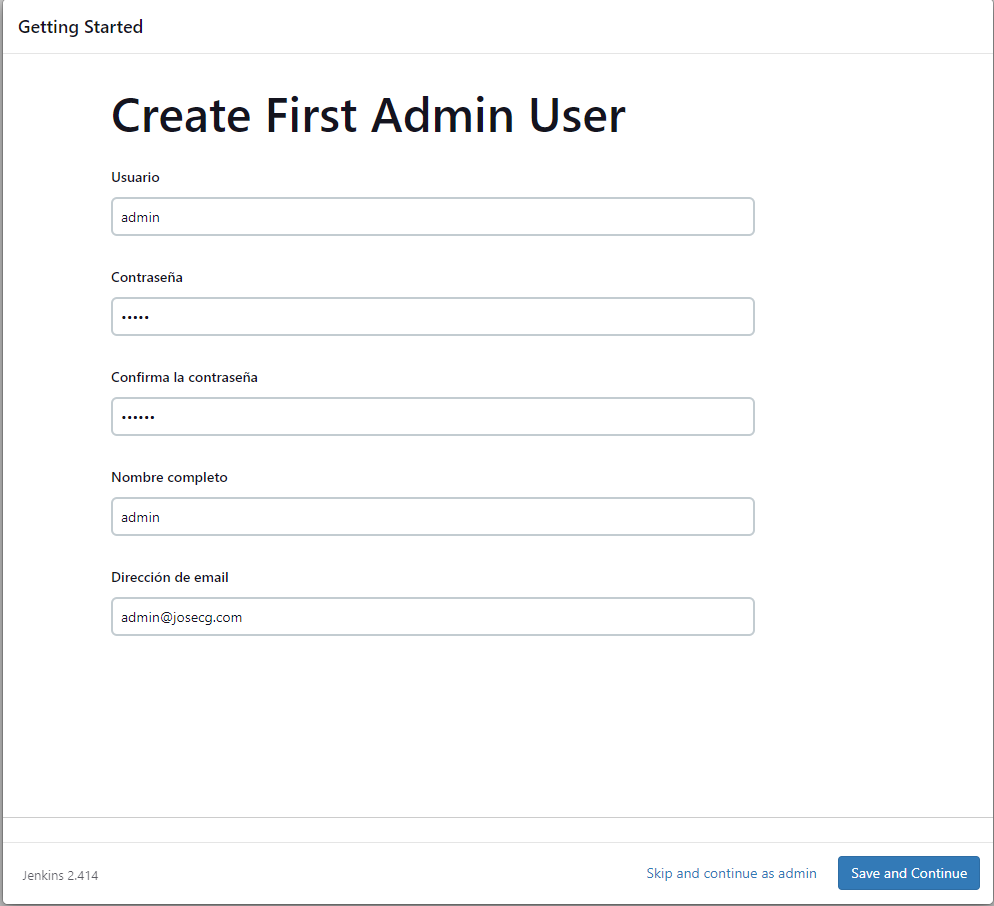 Getting Started
Create First Admin User
Usuario
admin
Contraseña
•••••
Confirma la contraseña
••••••
Nombre completo
admin
Dirección de email
admin@josecg.com
Jenkins 2.414
Skip and continue as admin
Save and Continue